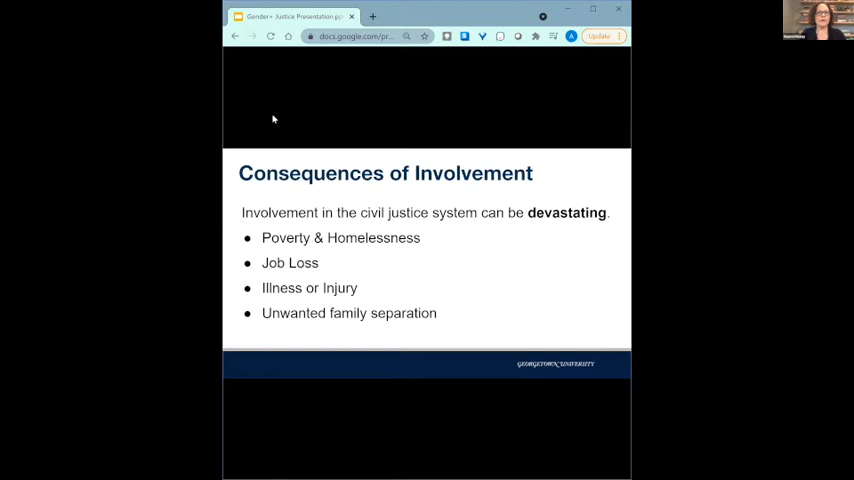 Gender+ Justice Presentation.ppt
docs.google.com/pr...
A
Update
Consequences of Involvement
Involvement in the civil justice system can be devastating.
● Poverty & Homelessness
● Job Loss
● Illness or Injury
● Unwanted family separation
GEORGETOWN UNIVERSITY